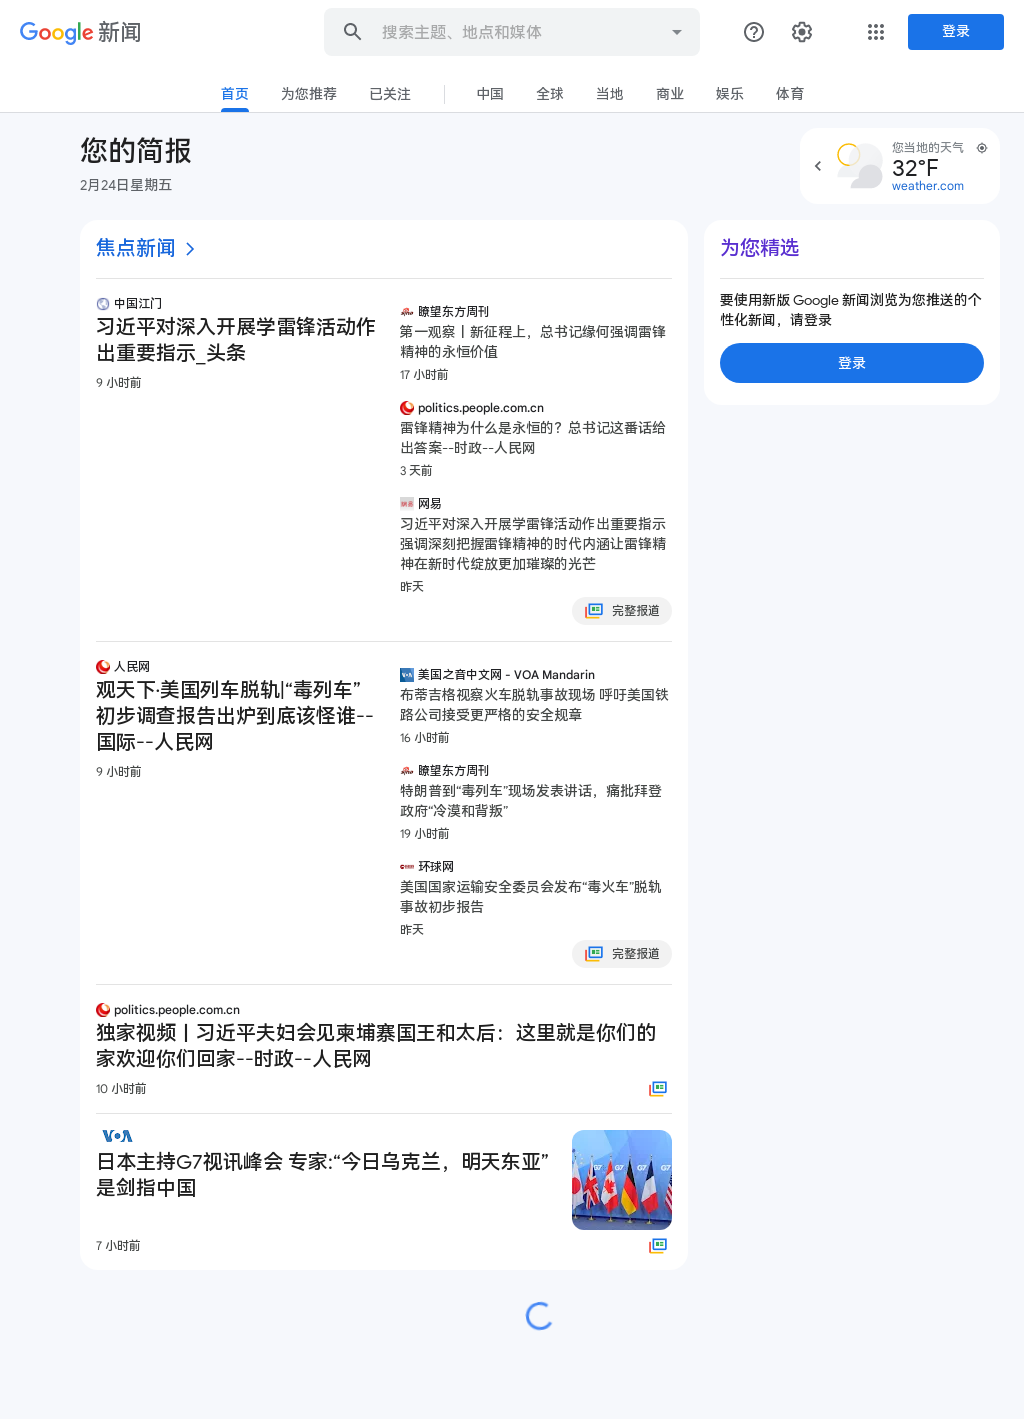 Google 新闻
搜索主题、地点和媒体
登录
首页 为您推荐 已关注 中国 全球 当地 商业 娱乐 体育
您的简报
2月24日星期五
您当地的天气
32°F
weather.com
焦点新闻
中国江门
习近平对深入开展学雷锋活动作
出重要指示_头条
9 小时前
瞭望东方周刊
第一观察丨新征程上，总书记缘何强调雷锋
精神的永恒价值
17 小时前
politics.people.com.cn
雷锋精神为什么是永恒的？总书记这番话给
出答案--时政--人民网
3 天前
网易
习近平对深入开展学雷锋活动作出重要指示
强调深刻把握雷锋精神的时代内涵让雷锋精
神在新时代绽放更加璀璨的光芒
昨天
完整报道
人民网
观天下·美国列车脱轨|“毒列车”
初步调查报告出炉到底该怪谁--
国际--人民网
9 小时前
美国之音中文网 - VOA Mandarin
布蒂吉格视察火车脱轨事故现场 呼吁美国铁
路公司接受更严格的安全规章
16 小时前
瞭望东方周刊
特朗普到“毒列车”现场发表讲话，痛批拜登
政府“冷漠和背叛”
19 小时前
环球网
美国国家运输安全委员会发布“毒火车”脱轨
事故初步报告
昨天
完整报道
politics.people.com.cn
独家视频丨习近平夫妇会见柬埔寨国王和太后：这里就是你们的
家欢迎你们回家--时政--人民网
10 小时前
VOA
日本主持G7视讯峰会 专家:“今日乌克兰，明天东亚”
是剑指中国
7 小时前
G7 G7 G7 G7
为您精选
要使用新版 Google 新闻浏览为您推送的个
性化新闻，请登录
登录